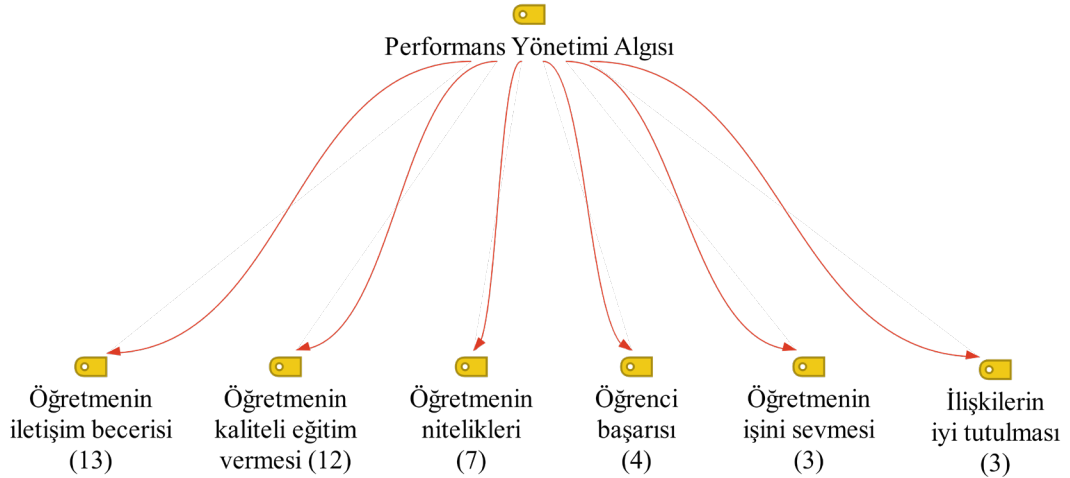 Performans Yönetimi Algısı
Öğretmenin
iletişim becerisi
(13)
Öğretmenin
kaliteli eğitim
vermesi (12)
Öğretmenin
nitelikleri
(7)
Öğrenci
başarısı
(4)
Öğretmenin
işini sevmesi
(3)
İlişkilerin
iyi tutulması
(3)